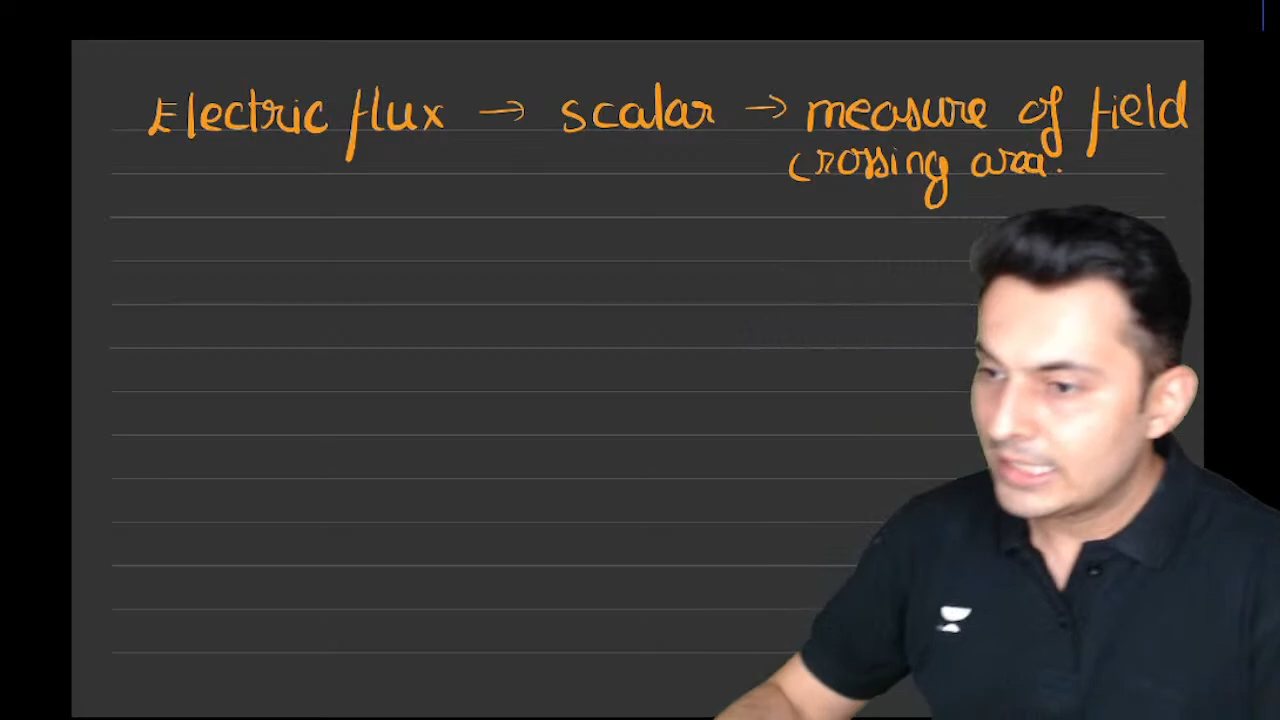 Electric flux → scalar → measure of field
crossing area.